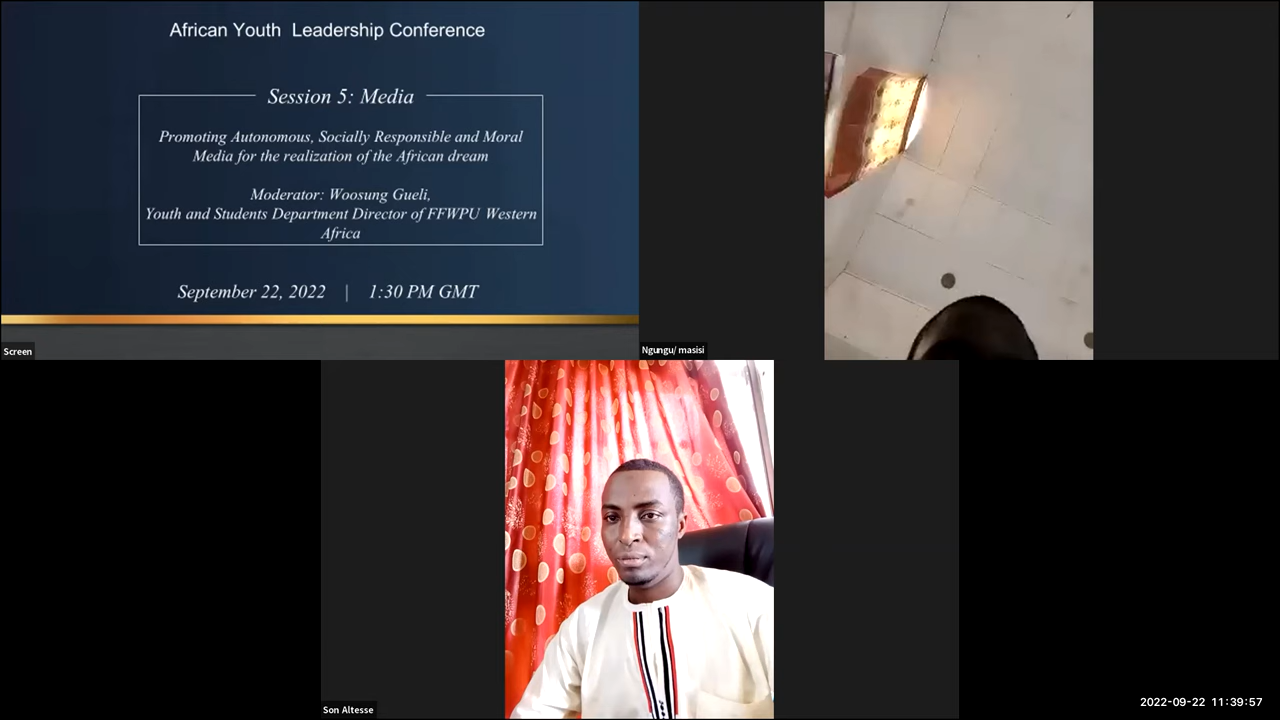 African Youth Leadership Conference
Session 5: Media
Promoting Autonomous, Socially Responsible and Moral
Media for the realization of the African dream
Moderator: Woosung Gueli,
Youth and Students Department Director of FFWPU Western
Africa
September 22, 2022 | 1:30 PM GMT
Screen
Ngungu/ masisi
Son Altesse
2022-09-22 11:39:57